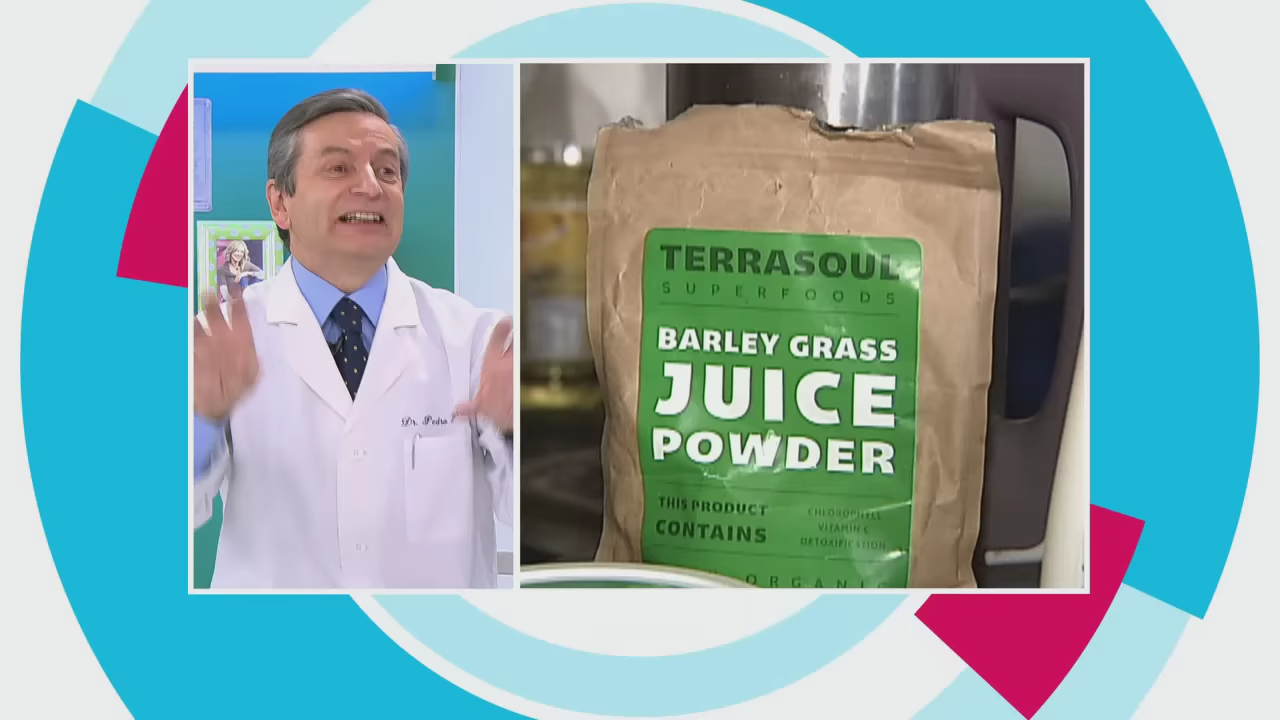 Dr. Pedro
TERRASOUL
SUPERFOODS
BARLEY GRASS
JUICE
POWDER
THIS PRODUCT
CONTAINS
CHLOROPHYLL
VITAMIN C
DETOXIFICATION
ORGANIC